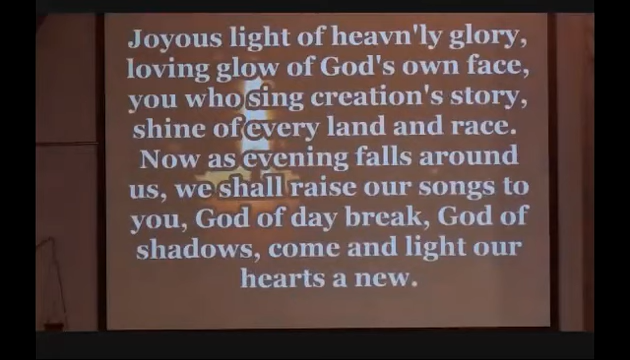 Joyous light of heavn'ly glory,
loving glow of God's own face,
you who sing creation's story,
shine of every land and race.
Now as evening falls around
us, we shall raise our songs to
you, God of day break, God of
shadows, come and light our
hearts a new.